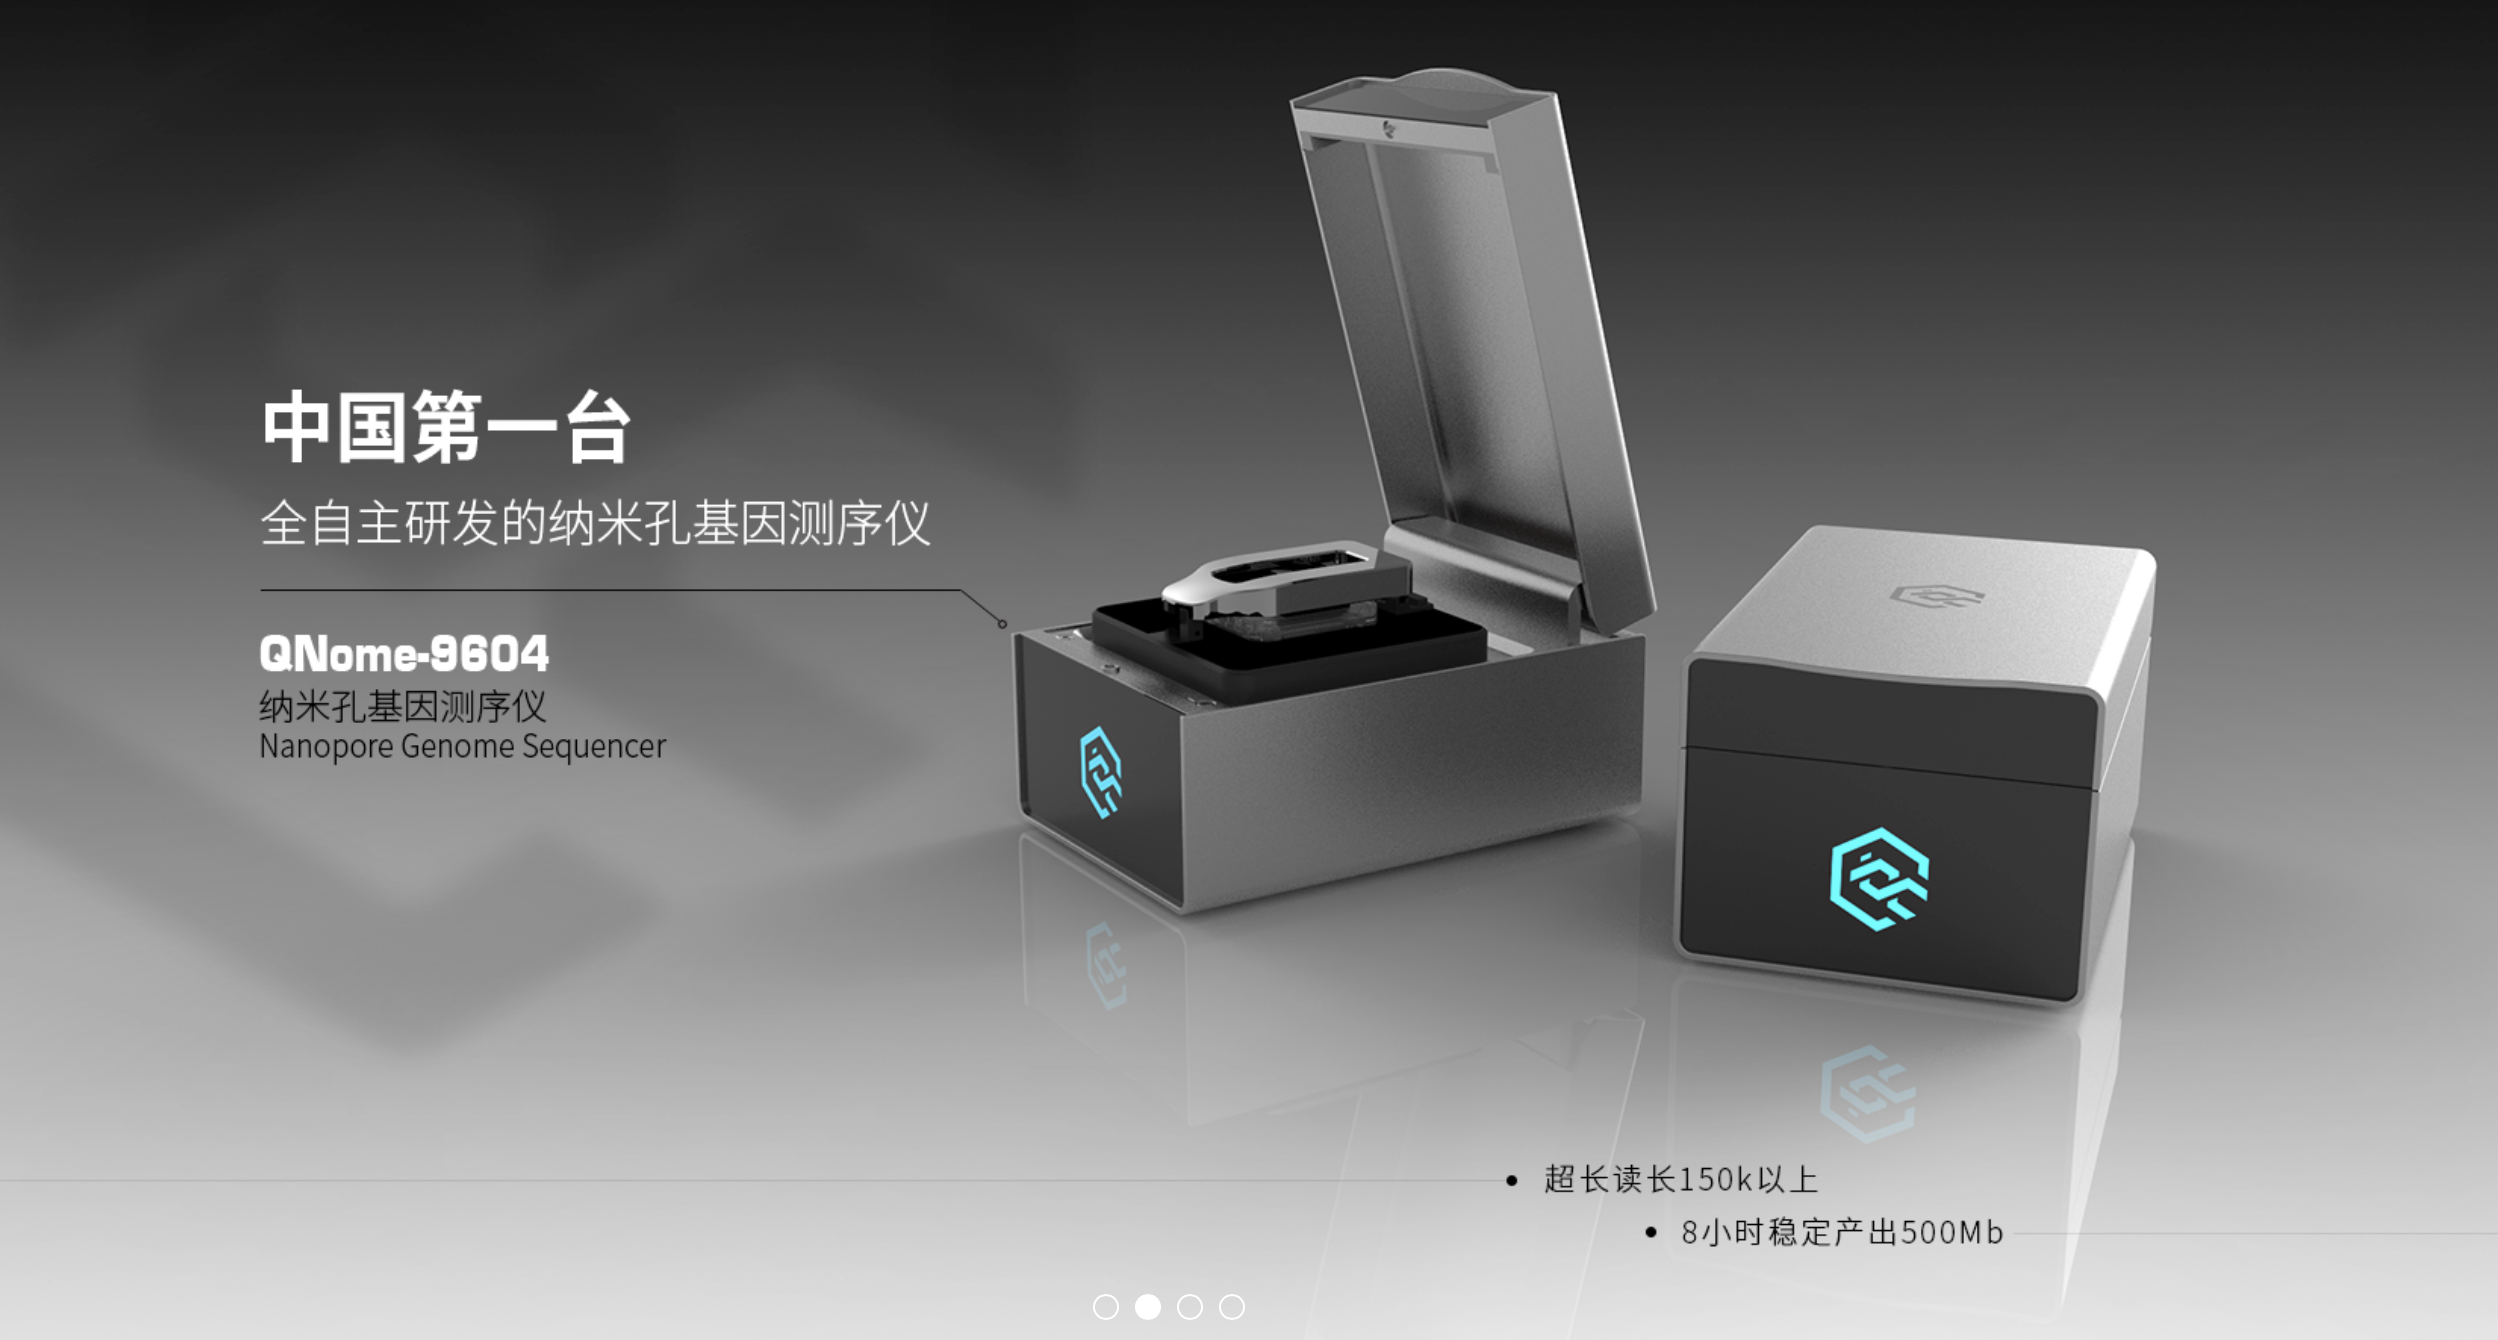 中国第一台
全自主研发的纳米孔基因测序仪
QNome-9604
纳米孔基因测序仪
Nanopore Genome Sequencer
超长读长150k以上
8小时稳定产出500Mb